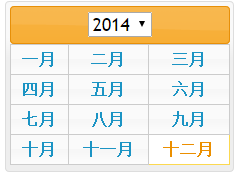 2014
一月 二月 三月
四月 五月 六月
七月 八月 九月
十月 十一月 十二月